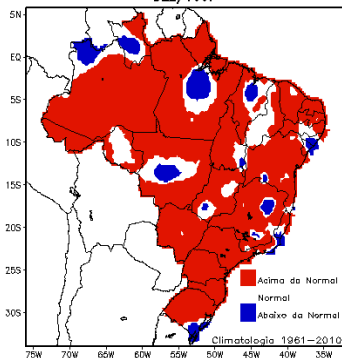 5N
EQ
5S
10S
15S
20S
25S
30S
75W 70W 65W 60W 55W 50W 45W 40W 35W
Acima da Normal
Normal
Abaixo da Normal
Climatologia 1961–2010